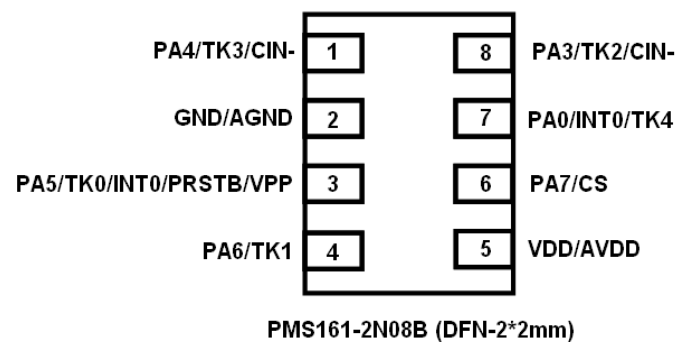 PA4/TK3/CIN- 1 8 PA3/TK2/CIN-
GND/AGND 2 7 PA0/INT0/TK4
PA5/TK0/INT0/PRSTB/VPP 3 6 PA7/CS
PA6/TK1 4 5 VDD/AVDD
PMS161-2N08B (DFN-2*2mm)